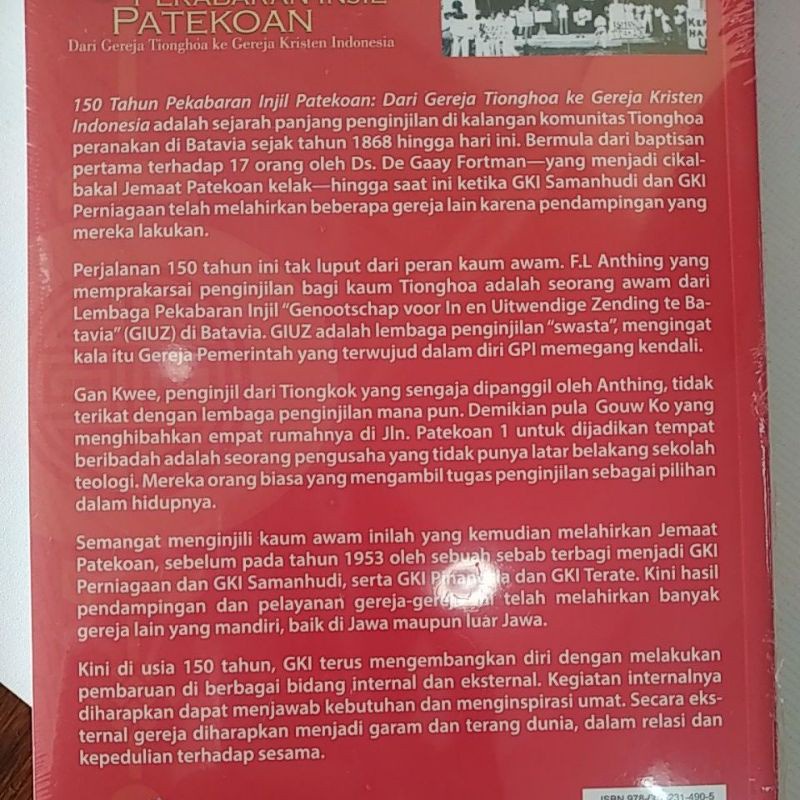 PEKABARAN INJIL
PATEKOAN
Dari Gereja Tionghoa ke Gereja Kristen Indonesia
150 Tahun Pekabaran Injil Patekoan: Dari Gereja Tionghoa ke Gereja Kristen
Indonesia adalah sejarah panjang penginjilan di kalangan komunitas Tionghoa
peranakan di Batavia sejak tahun 1868 hingga hari ini. Bermula dari baptisan
pertama terhadap 17 orang oleh Ds. De Gaay Fortman—yang menjadi cikal-
bakal Jemaat Patekoan kelak—hingga saat ini ketika GKI Samanhudi dan GKI
Perniagaan telah melahirkan beberapa gereja lain karena pendampingan yang
mereka lakukan.
Perjalanan 150 tahun ini tak luput dari peran kaum awam. F.L Anthing yang
memprakarsai penginjilan bagi kaum Tionghoa adalah seorang awam dari
Lembaga Pekabaran Injil "Genootschap voor In en Uitwendige Zending te Ba-
tavia" (GIUZ) di Batavia. GIUZ adalah lembaga penginjilan "swasta", mengingat
kala itu Gereja Pemerintah yang terwujud dalam diri GPI memegang kendali.
Gan Kwee, penginjil dari Tiongkok yang sengaja dipanggil oleh Anthing, tidak
terikat dengan lembaga penginjilan mana pun. Demikian pula Gouw Ko yang
menghibahkan empat rumahnya di Jln. Patekoan 1 untuk dijadikan tempat
beribadah adalah seorang pengusaha yang tidak punya latar belakang sekolah
teologi. Mereka orang biasa yang mengambil tugas penginjilan sebagai pilihan
dalam hidupnya.
Semangat menginjili kaum awam inilah yang kemudian melahirkan Jemaat
Patekoan, sebelum pada tahun 1953 oleh sebuah sebab terbagi menjadi GKI
Perniagaan dan GKI Samanhudi, serta GKI dan GKI Terate. Kini hasil
pendampingan dan pelayanan telah melahirkan banyak
gereja lain yang mandiri, baik di Jawa maupun luar Jawa.
Kini di usia 150 tahun, GKI terus mengembangkan diri dengan melakukan
pembaruan di berbagai bidang internal dan eksternal. Kegiatan internalnya
diharapkan dapat menjawab kebutuhan dan menginspirasi umat. Secara eks-
ternal gereja diharapkan menjadi garam dan terang dunia, dalam relasi dan
kepedulian terhadap sesama.